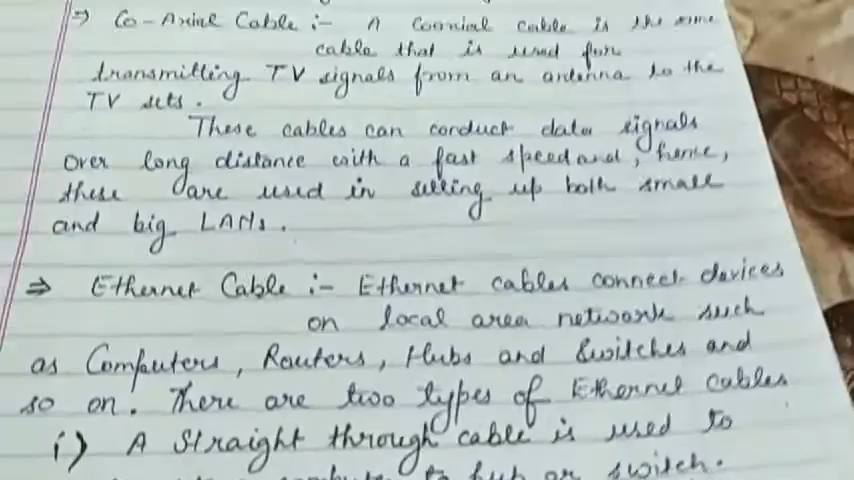 ⇒ Co-Axial Cable :- A Coaxial cable is the same
cable that is used for
transmitting TV signals from an antenna to the
TV sets.
These cables can conduct data signals
over long distance with a fast speed and, hence,
these are used in setting up both small
and big LANs.
⇒ Ethernet Cable :- Ethernet cables connect devices
on local area network such
as Computers, Routers, Hubs and Switches and
so on. There are two types of Ethernet cables
i) A Straight through cable is used to
to hub or switch.